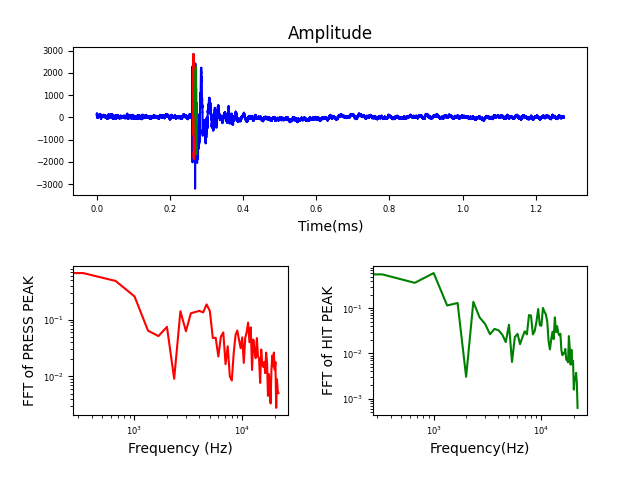 Amplitude
3000
2000
1000
0
−1000
−2000
−3000
0.0 0.2 0.4 0.6 0.8 1.0 1.2
Time(ms)
FFT of PRESS PEAK
10⁻¹
10⁻²
10³ 10⁴
Frequency (Hz)
FFT of HIT PEAK
10⁻¹
10⁻²
10⁻³
10³ 10⁴
Frequency(Hz)